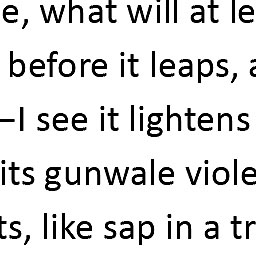 e, what will at le
before it leaps, a
–I see it lightens
its gunwale viole
ts, like sap in a tr